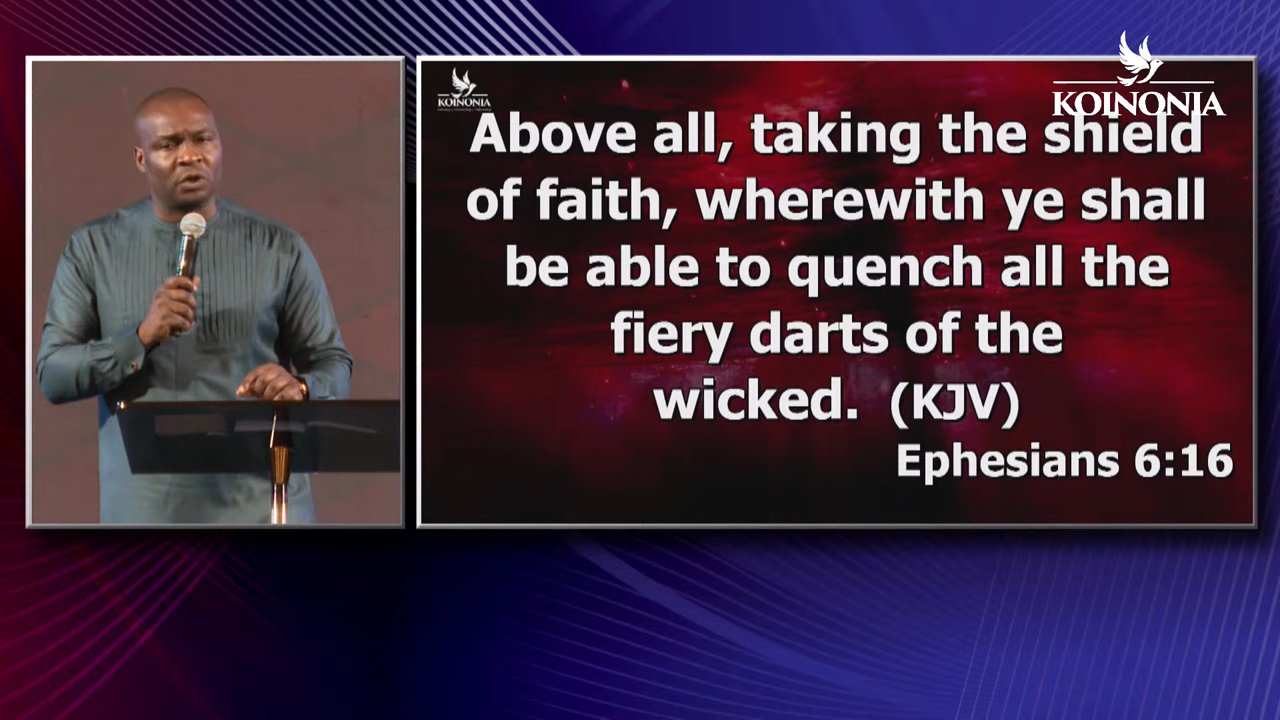 KOINONIA
KOINONIA
Above all, taking the shield
of faith, wherewith ye shall
be able to quench all the
fiery darts of the
wicked. (KJV)
Ephesians 6:16